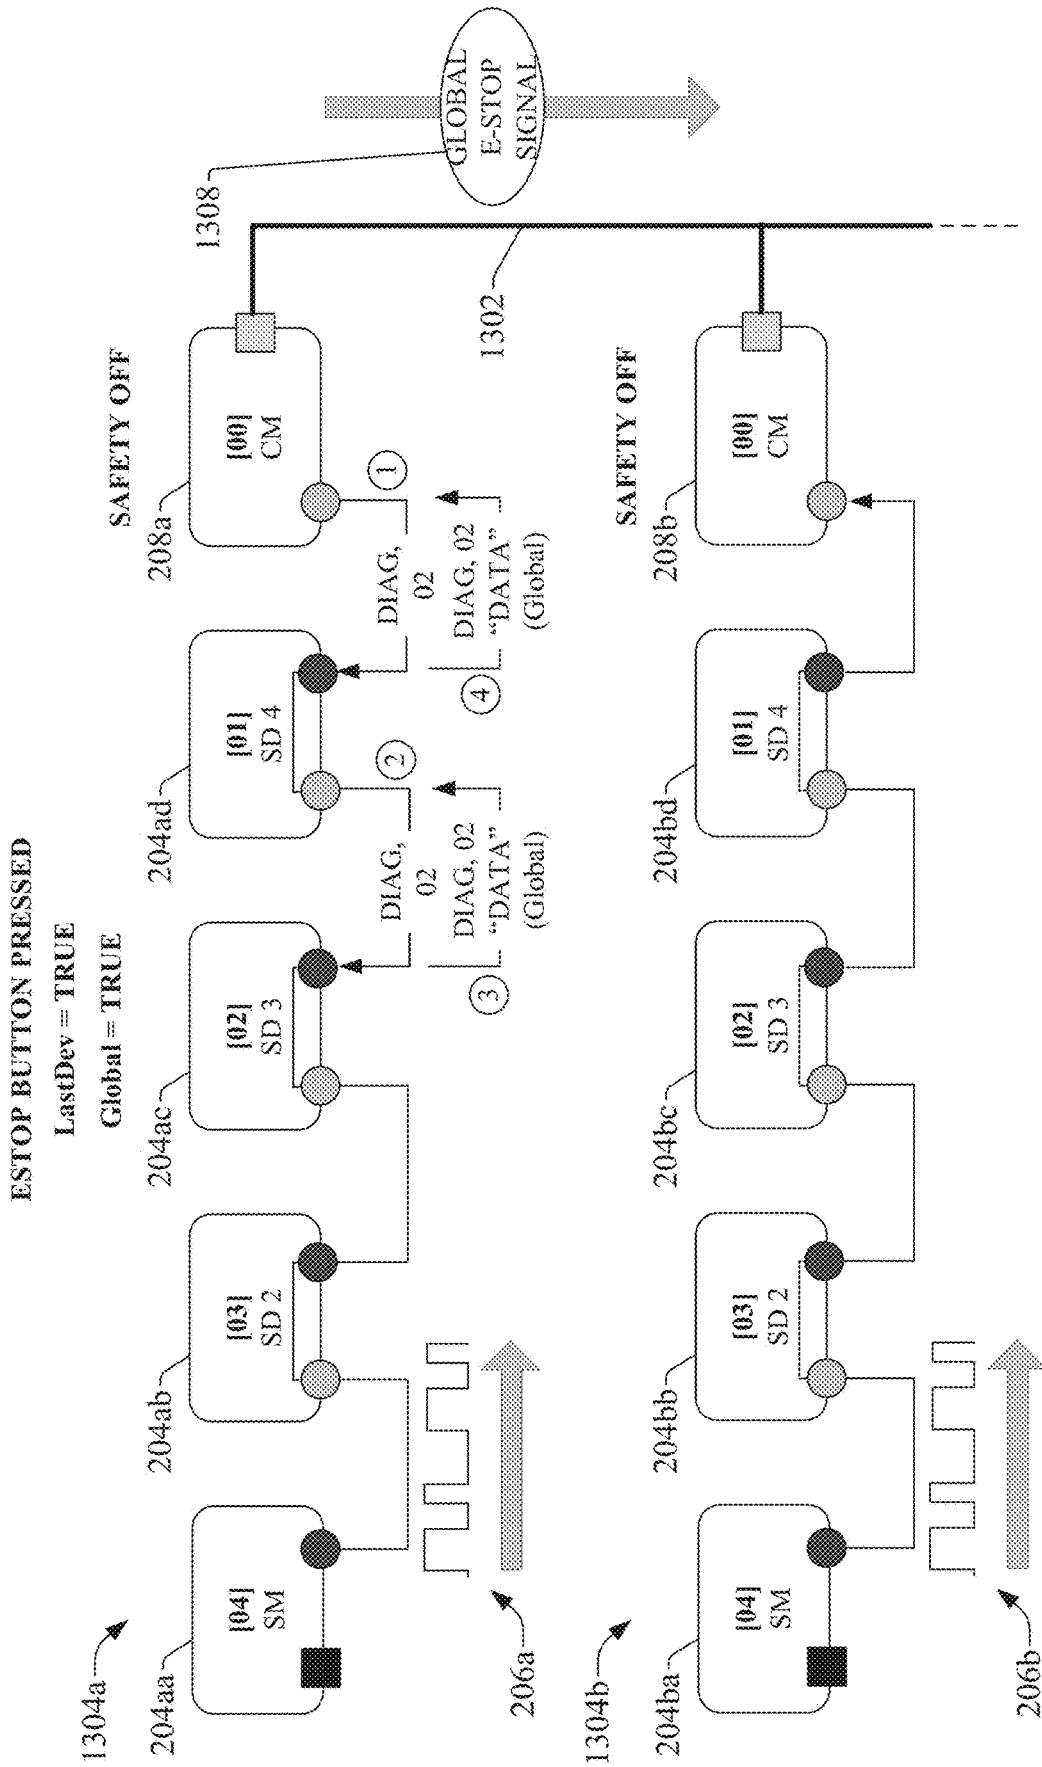 ESTOP BUTTON PRESSED
LastDev = TRUE
Global = TRUE
1304a
204aa
204ab
204ac
204ad
208a
SAFETY OFF
1308
[04]
SM
[03]
SD 2
[02]
SD 3
[01]
SD 4
[00]
CM
GLOBAL
E-STOP
SIGNAL
206a
DIAG,
02
2
DIAG, 02
"DATA"
(Global)
3
DIAG,
02
1
DIAG, 02
"DATA"
(Global)
4
1302
1304b
204ba
204bb
204bc
204bd
208b
SAFETY OFF
[04]
SM
[03]
SD 2
[02]
SD 3
[01]
SD 4
[00]
CM
206b